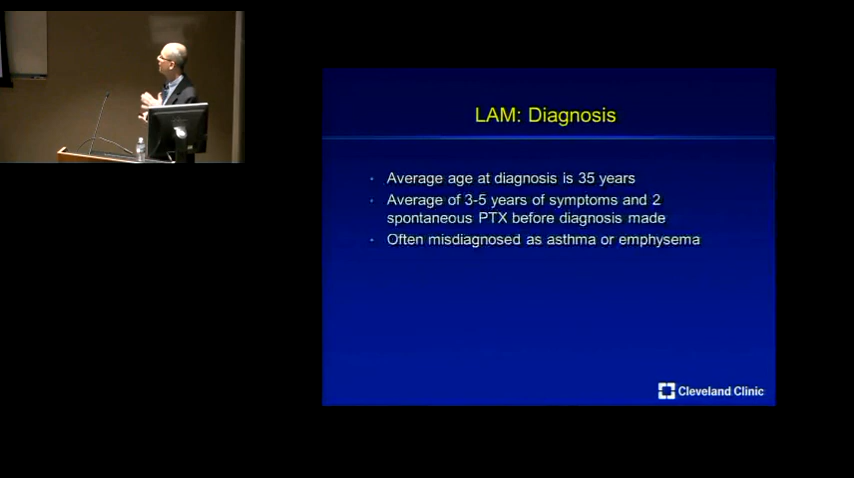 LAM: Diagnosis
Average age at diagnosis is 35 years
Average of 3-5 years of symptoms and 2
spontaneous PTX before diagnosis made
Often misdiagnosed as asthma or emphysema
Cleveland Clinic